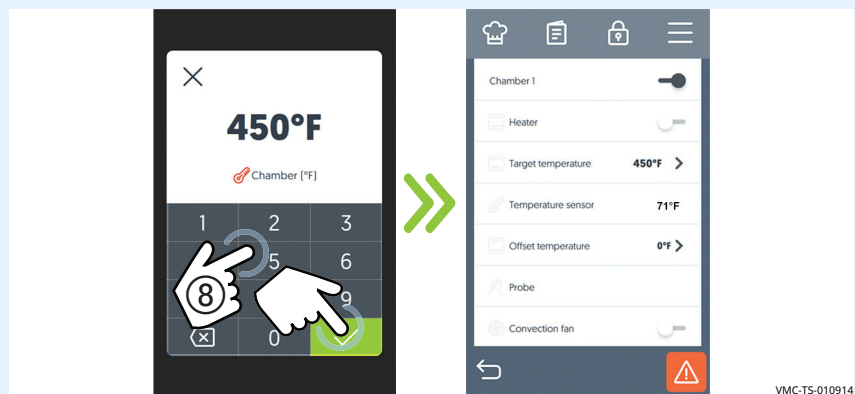 450°F
Chamber (°F)
1 2 3
5 6
8 9
0
Chamber 1
Heater
Target temperature 450°F
Temperature sensor 71°F
Offset temperature 0°F
Probe
Convection fan
VMC-TS-010914